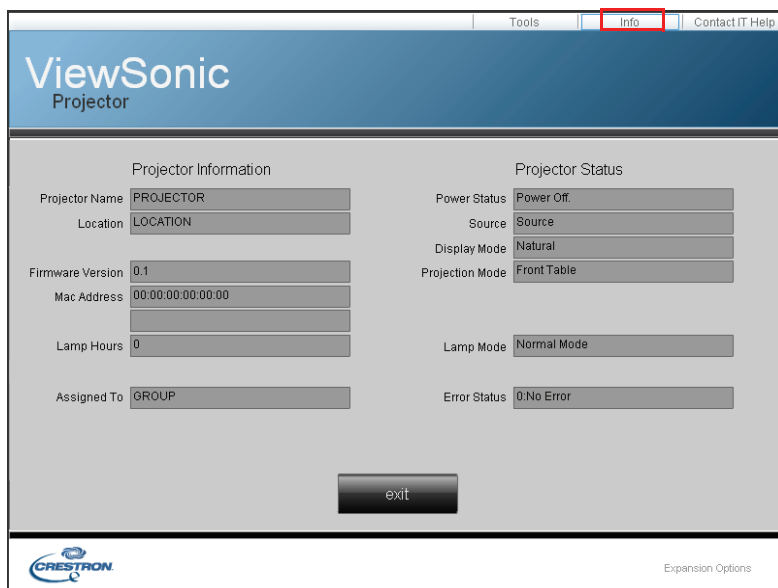 Tools Info Contact IT Help
ViewSonic
Projector
Projector Information
Projector Name PROJECTOR
Location LOCATION
Firmware Version 0.1
Mac Address 00:00:00:00:00:00
Lamp Hours 0
Assigned To GROUP
Projector Status
Power Status Power Off.
Source Source
Display Mode Natural
Projection Mode Front Table
Lamp Mode Normal Mode
Error Status 0:No Error
exit
CRESTRON
Expansion Options